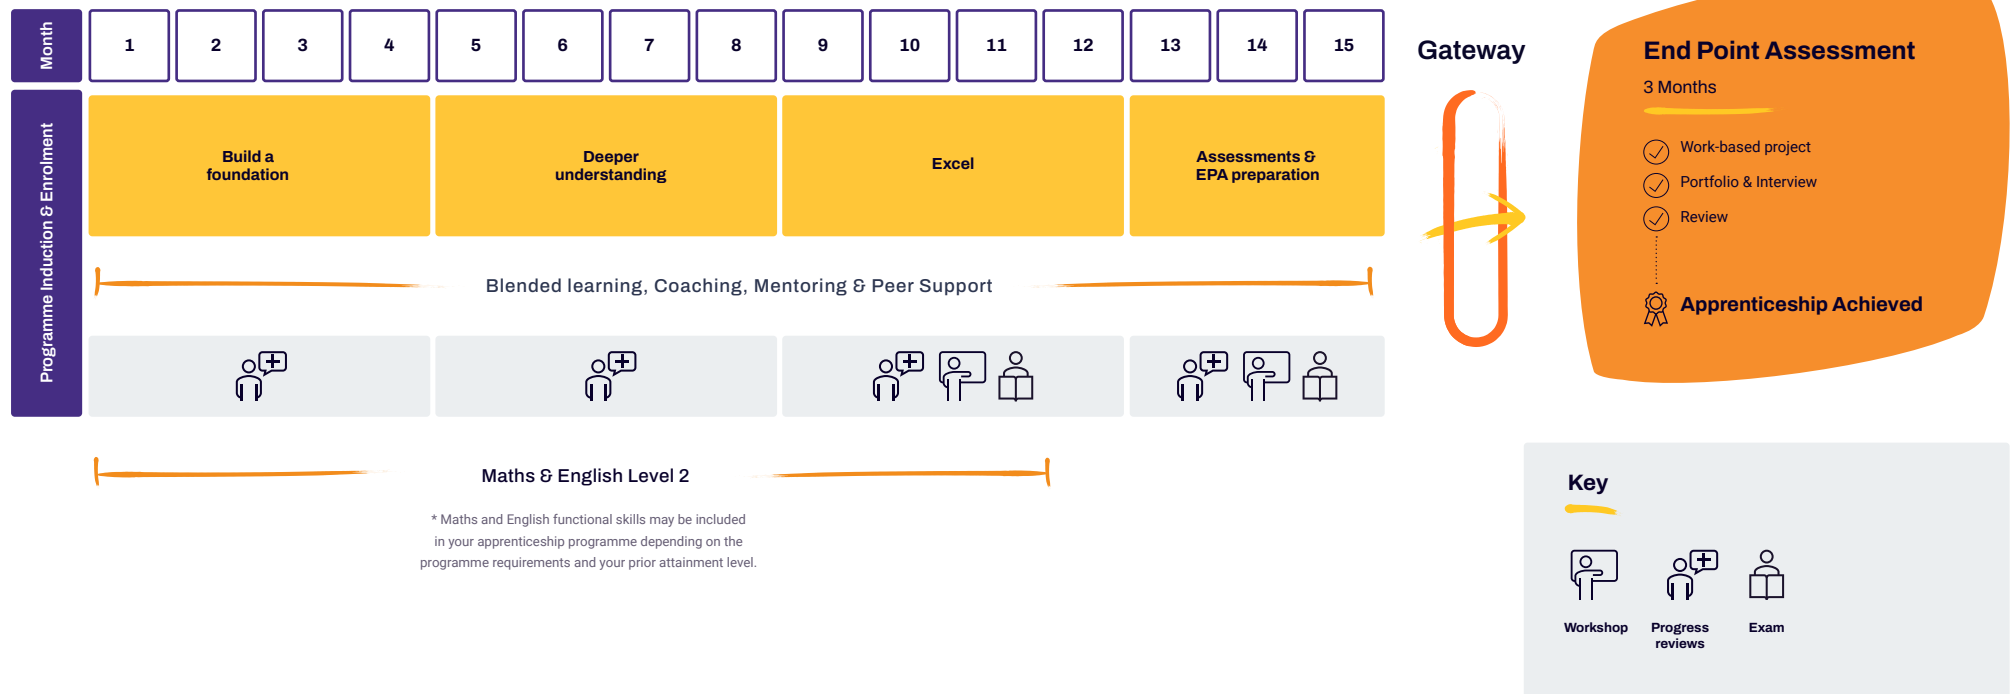 Month
1
2
3
4
5
6
7
8
9
10
11
12
13
14
15
Programme Induction & Enrolment
Build a
foundation
Deeper
understanding
Excel
Assessments &
EPA preparation
Blended learning, Coaching, Mentoring & Peer Support
Maths & English Level 2
* Maths and English functional skills may be included
in your apprenticeship programme depending on the
programme requirements and your prior attainment level.
Gateway
End Point Assessment
3 Months
Work-based project
Portfolio & Interview
Review
Apprenticeship Achieved
Key
Workshop
Progress
reviews
Exam